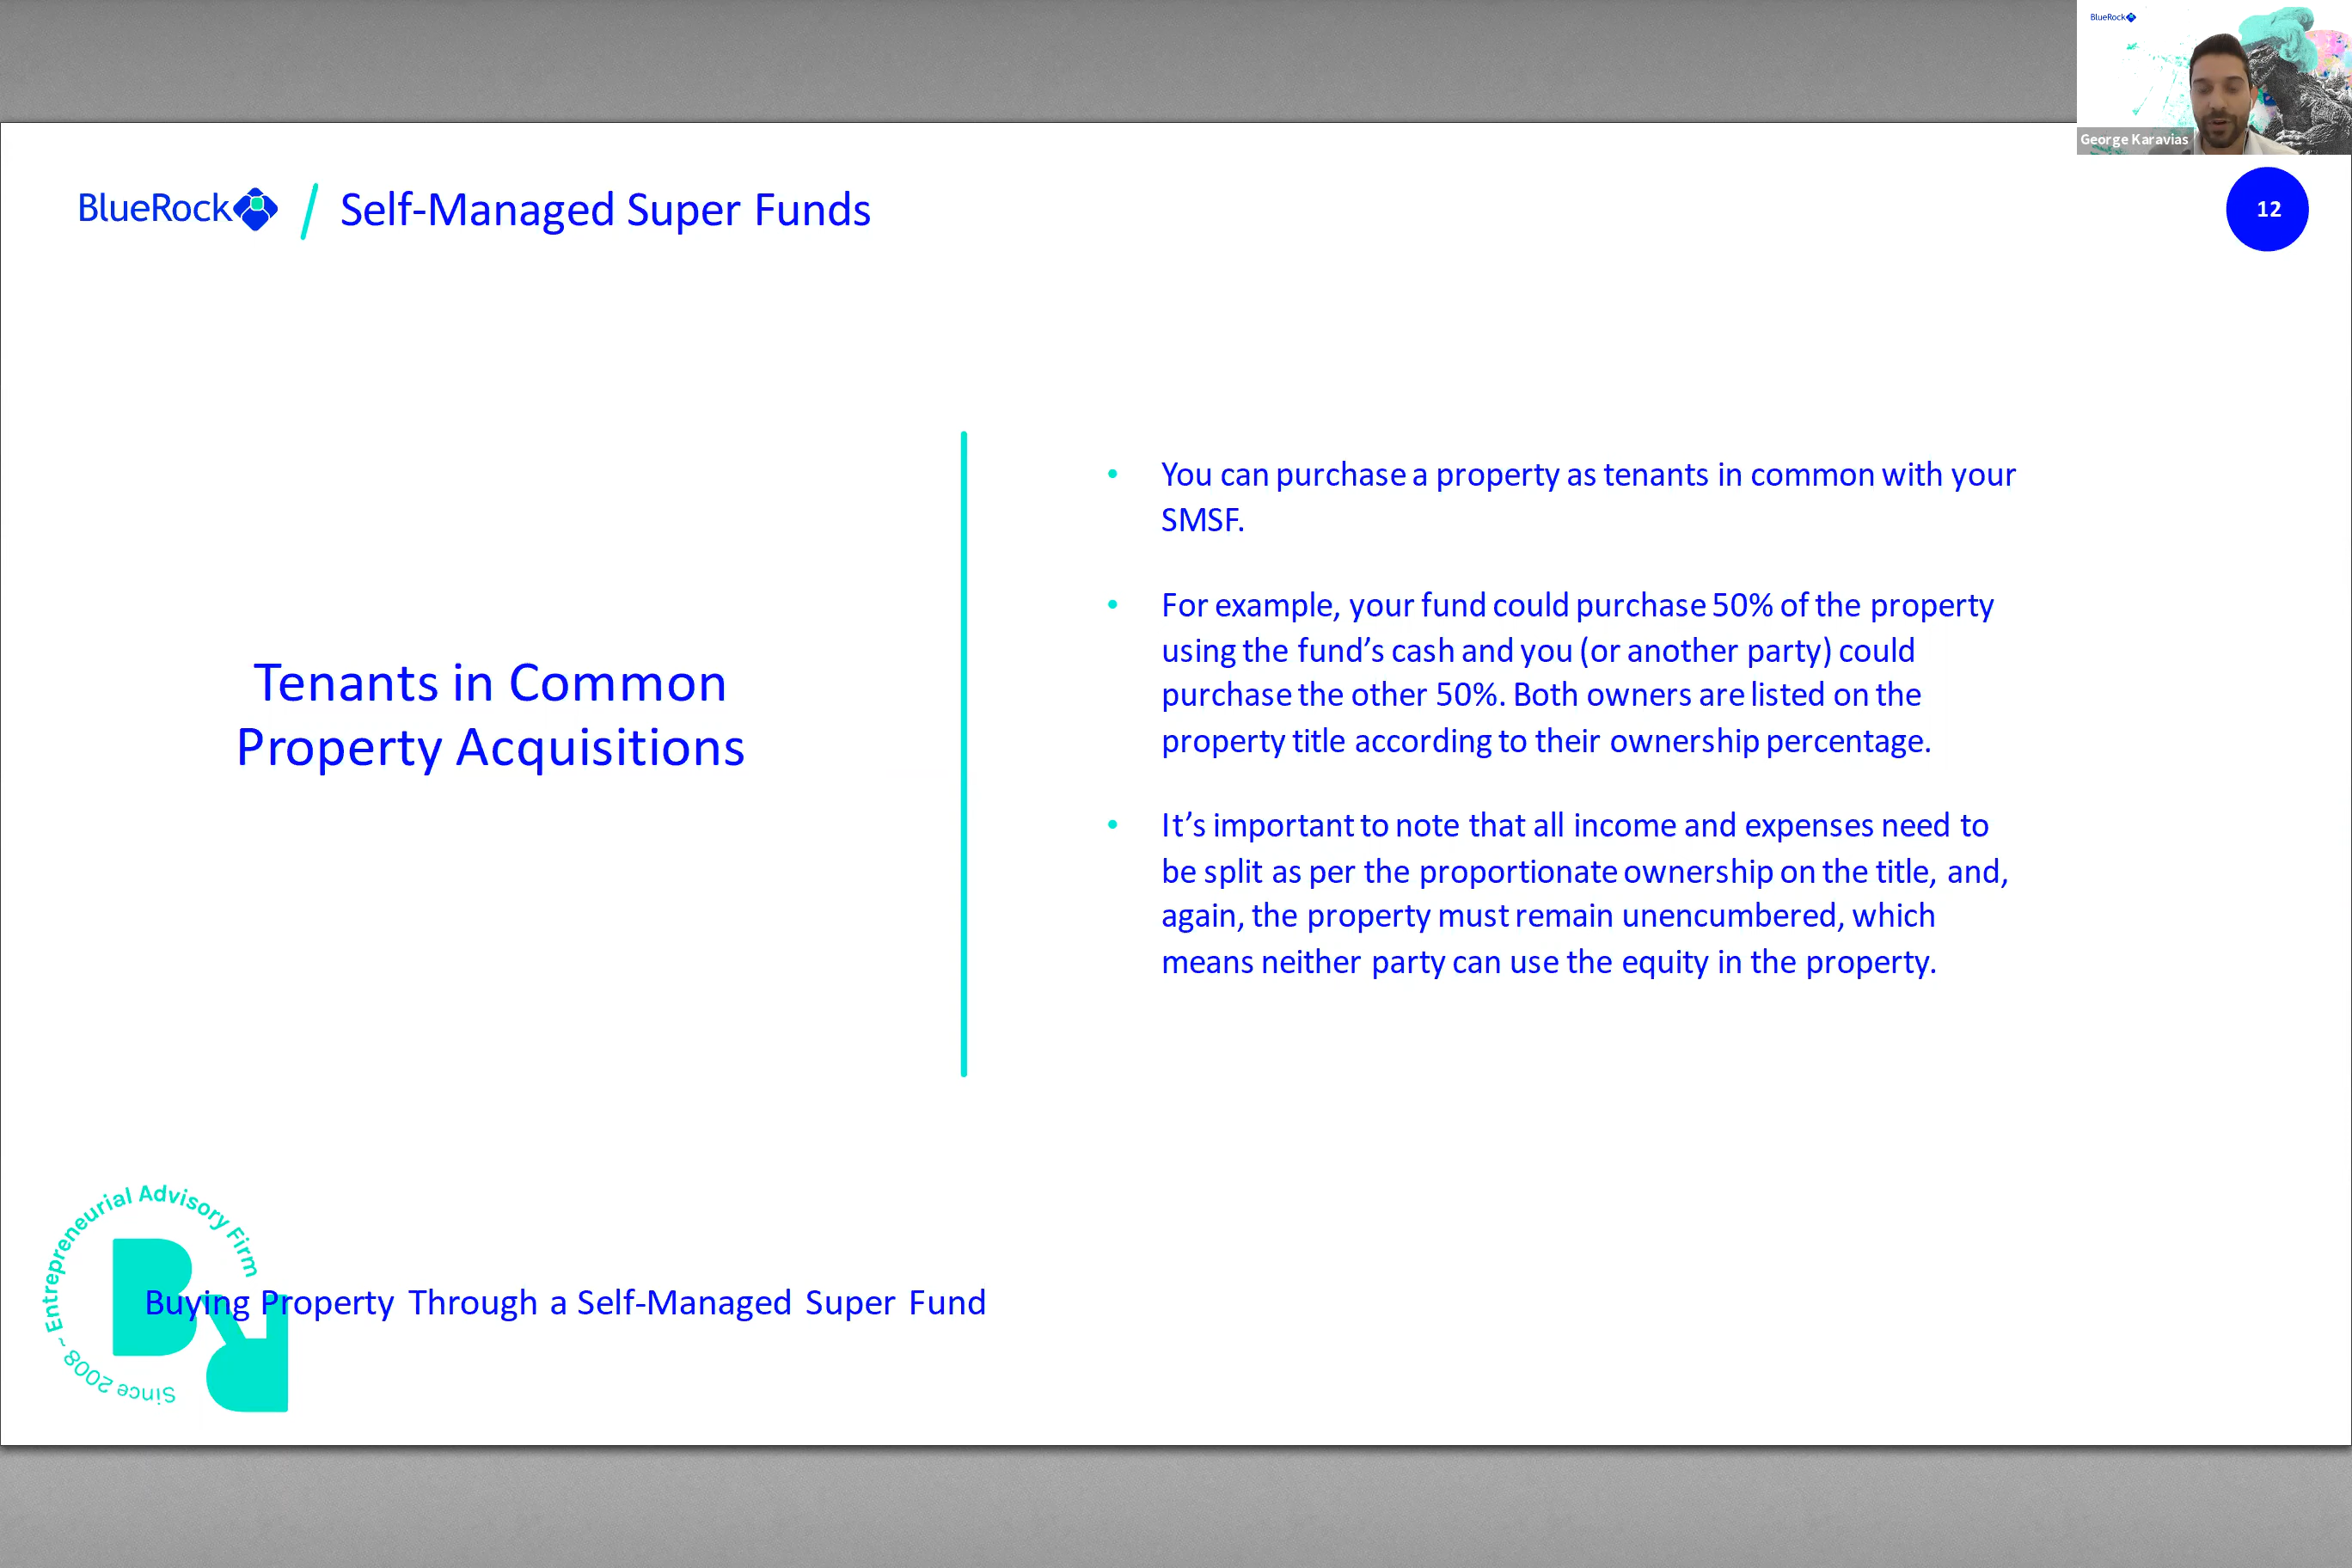 BlueRock
George Karavias
BlueRock / Self-Managed Super Funds
12
Tenants in Common
Property Acquisitions
• You can purchase a property as tenants in common with your
SMSF.
• For example, your fund could purchase 50% of the property
using the fund’s cash and you (or another party) could
purchase the other 50%. Both owners are listed on the
property title according to their ownership percentage.
• It’s important to note that all income and expenses need to
be split as per the proportionate ownership on the title, and,
again, the property must remain unencumbered, which
means neither party can use the equity in the property.
Since 2008 ~ Entrepreneurial Advisory Firm
BR
Buying Property Through a Self-Managed Super Fund